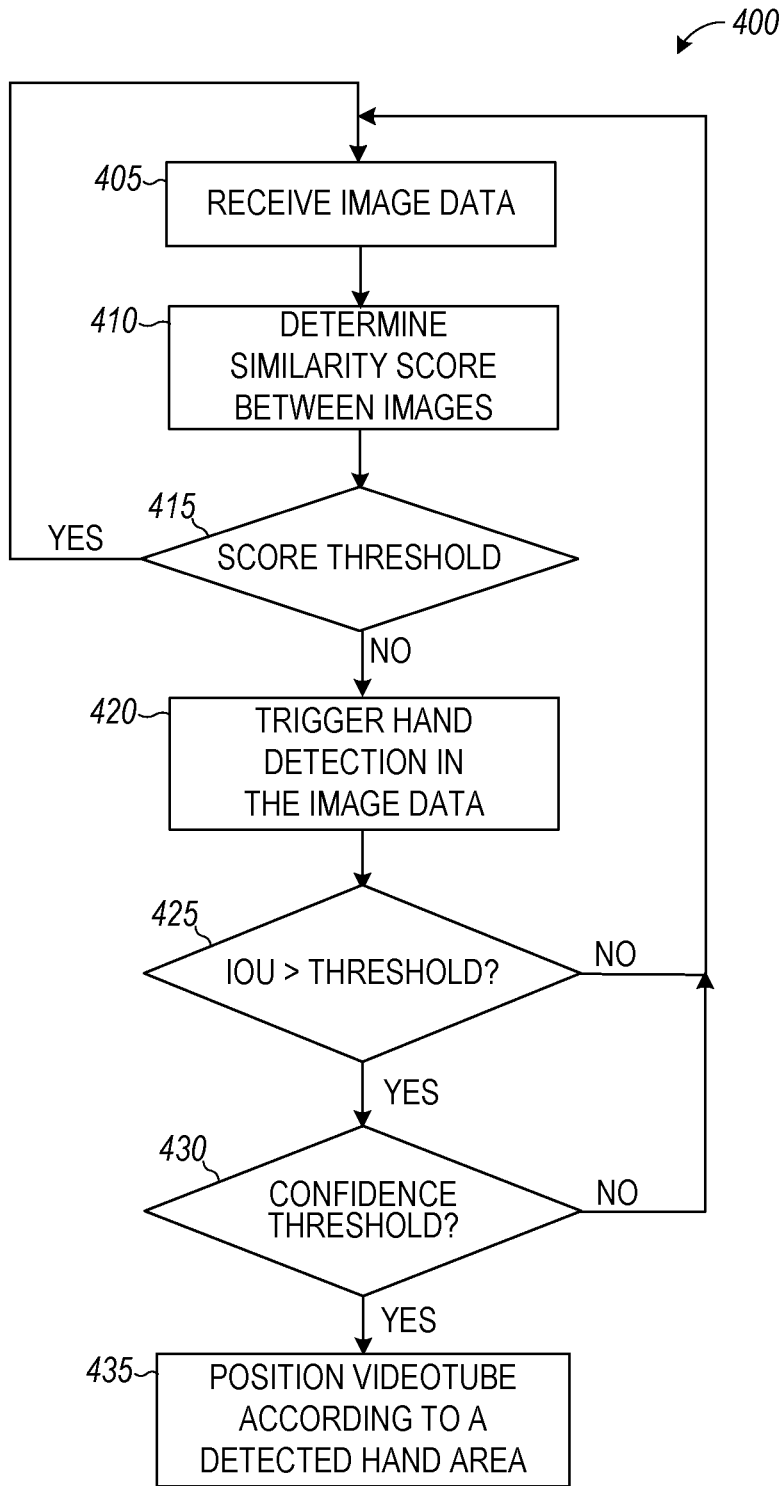 400
405
RECEIVE IMAGE DATA
410
DETERMINE
SIMILARITY SCORE
BETWEEN IMAGES
415
YES
SCORE THRESHOLD
NO
420
TRIGGER HAND
DETECTION IN
THE IMAGE DATA
425
IOU > THRESHOLD?
NO
YES
430
CONFIDENCE
THRESHOLD?
NO
YES
435
POSITION VIDEOTUBE
ACCORDING TO A
DETECTED HAND AREA